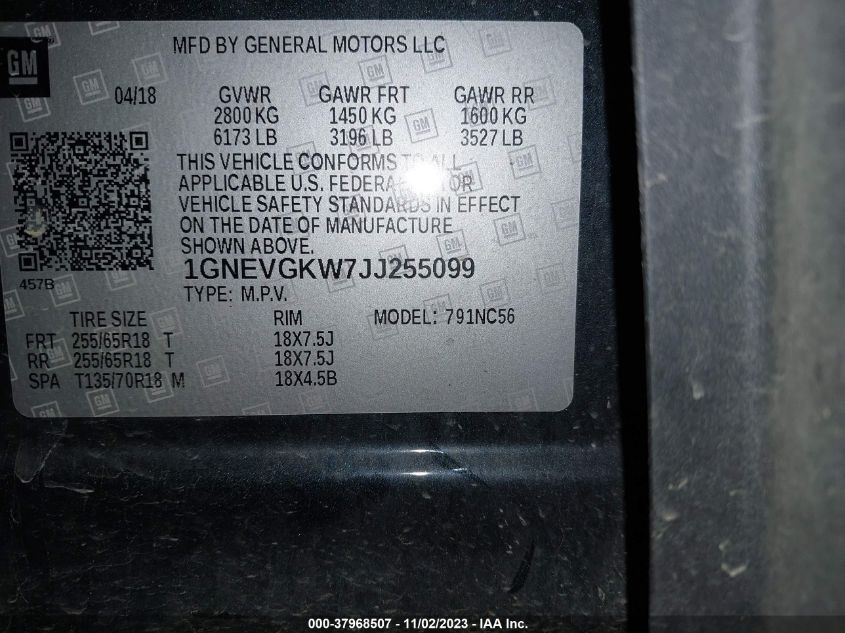 MFD BY GENERAL MOTORS LLC
GM
04/18 GVWR GAWR FRT GAWR RR
2800 KG 1450 KG 1600 KG
6173 LB 3196 LB 3527 LB
THIS VEHICLE CONFORMS TO ALL
APPLICABLE U.S. FEDERAL MOTOR
VEHICLE SAFETY STANDARDS IN EFFECT
ON THE DATE OF MANUFACTURE
SHOWN ABOVE.
1GNEVGKW7JJ255099
457B
TYPE: M.P.V.
TIRE SIZE RIM MODEL: 791NC56
FRT 255/65R18 T 18X7.5J
RR 255/65R18 T 18X7.5J
SPA T135/70R18 M 18X4.5B
000-37968507 - 11/02/2023 - IAA Inc.